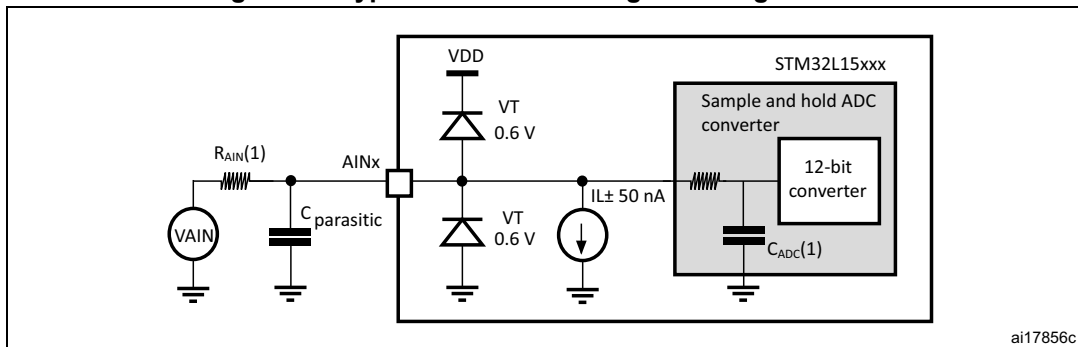 VDD
STM32L15xxx
Sample and hold ADC
converter
VT
0.6 V
RAIN(1)
AINx
12-bit
converter
IL± 50 nA
C parasitic
VT
0.6 V
VAIN
CADC(1)
ai17856c